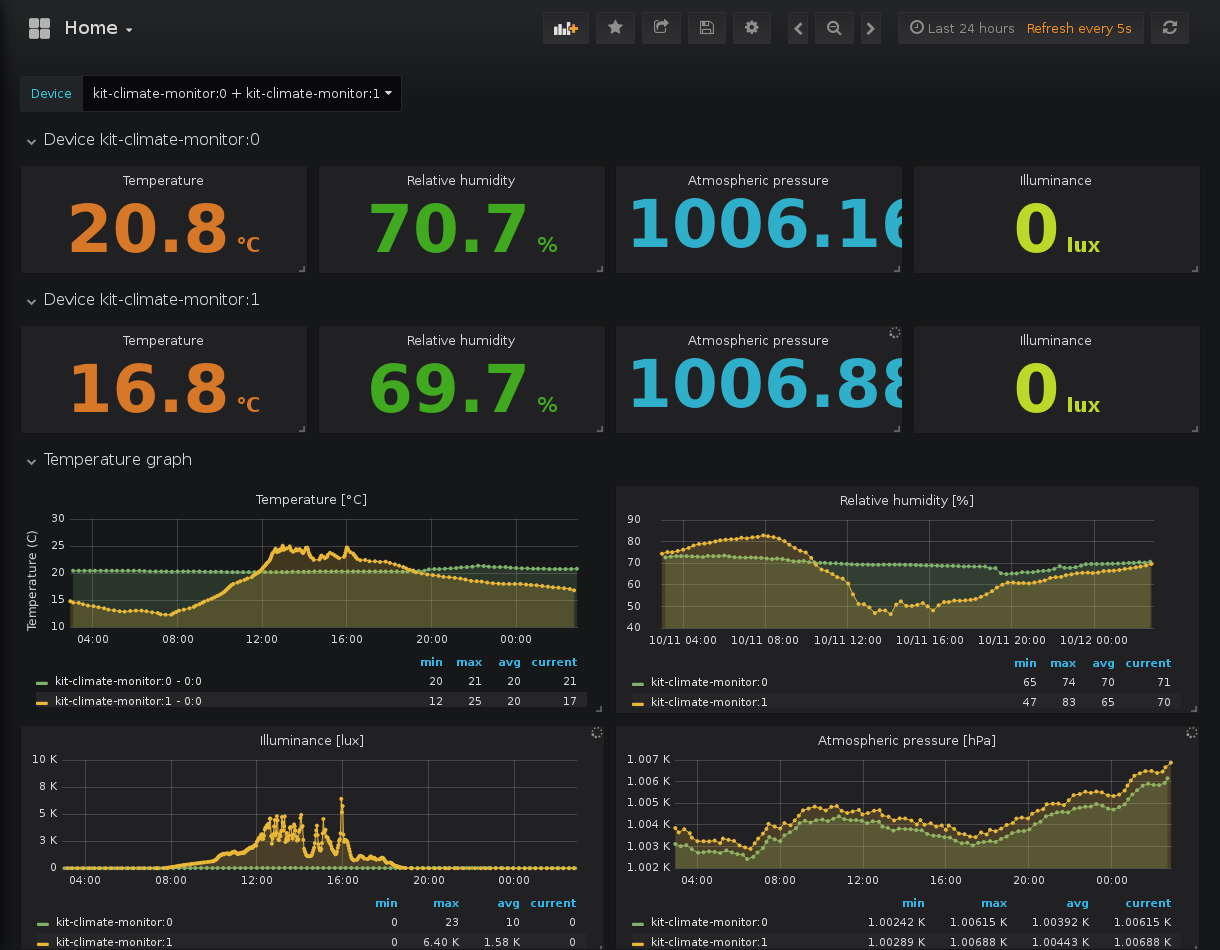 Home
Last 24 hours Refresh every 5s
Device kit-climate-monitor:0 + kit-climate-monitor:1
Device kit-climate-monitor:0
Temperature Relative humidity Atmospheric pressure Illuminance
20.8 °C 70.7 % 1006.16 0 lux
Device kit-climate-monitor:1
Temperature Relative humidity Atmospheric pressure Illuminance
16.8 °C 69.7 % 1006.88 0 lux
Temperature graph
Temperature [°C]
Temperature (C)
30
25
20
15
10
04:00 08:00 12:00 16:00 20:00 00:00
min max avg current
kit-climate-monitor:0 - 0:0 20 21 20 21
kit-climate-monitor:1 - 0:0 12 25 20 17
Relative humidity [%]
90
80
70
60
50
40
10/11 04:00 10/11 08:00 10/11 12:00 10/11 16:00 10/11 20:00 10/12 00:00
min max avg current
kit-climate-monitor:0 65 74 70 71
kit-climate-monitor:1 47 83 65 70
Illuminance [lux]
10 K
8 K
5 K
3 K
0
04:00 08:00 12:00 16:00 20:00 00:00
min max avg current
kit-climate-monitor:0 0 23 10 0
kit-climate-monitor:1 0 6.40 K 1.58 K 0
Atmospheric pressure [hPa]
1.007 K
1.006 K
1.005 K
1.004 K
1.003 K
1.002 K
04:00 08:00 12:00 16:00 20:00 00:00
min max avg current
kit-climate-monitor:0 1.00242 K 1.00615 K 1.00392 K 1.00615 K
kit-climate-monitor:1 1.00289 K 1.00688 K 1.00443 K 1.00688 K